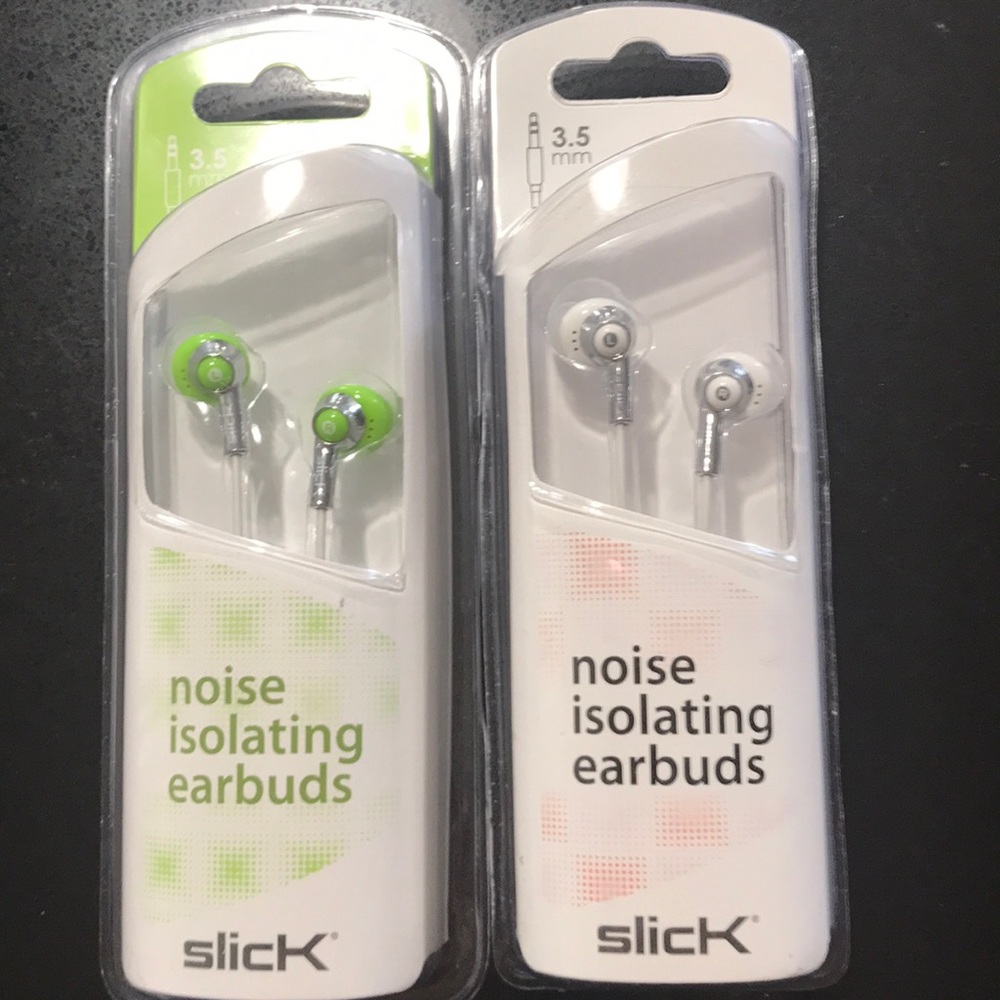 3.5
mm
L
R
noise
isolating
earbuds
slicK®
3.5
mm
L
R
noise
isolating
earbuds
slicK®